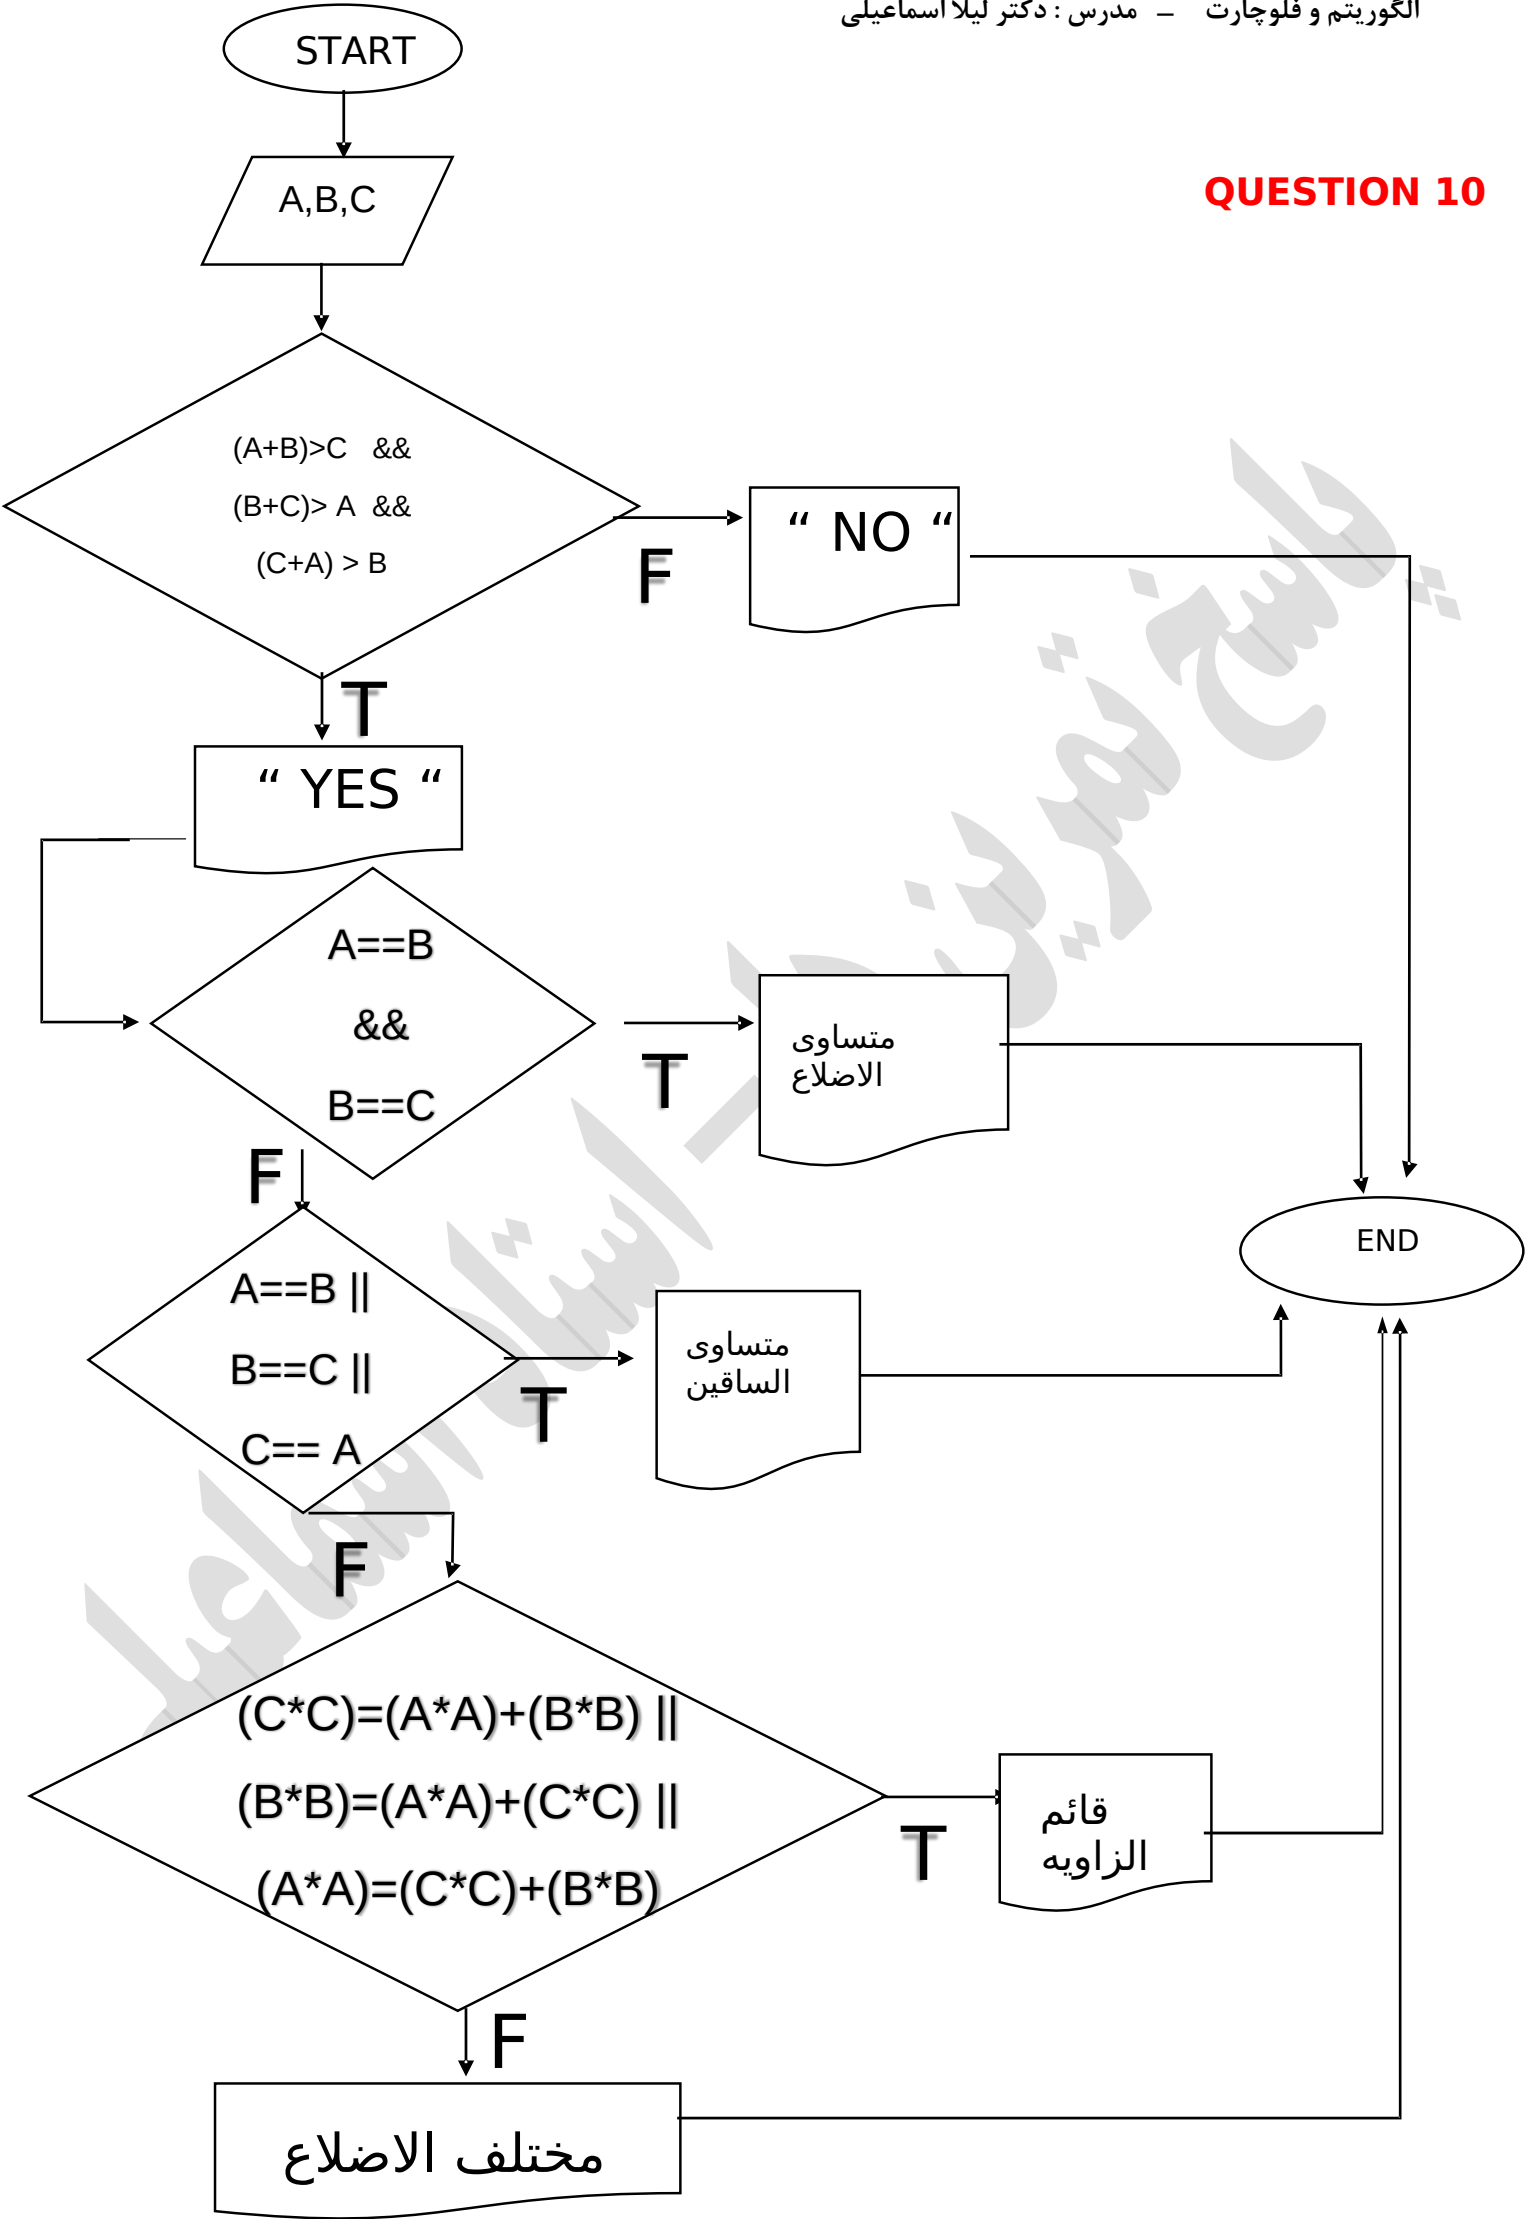 الگوریتم و فلوچارت – مدرس : دکتر لیلا اسماعیلی
START
A,B,C
QUESTION 10
(A+B)>C &&
(B+C)> A &&
(C+A) > B
“ NO “
F
T
“ YES “
A==B
&&
B==C
T
متساوی
الاضلاع
F
END
A==B ||
B==C ||
C== A
T
متساوی
الساقین
F
(C*C)=(A*A)+(B*B) ||
(B*B)=(A*A)+(C*C) ||
(A*A)=(C*C)+(B*B)
T
قائم
الزاویه
F
مختلف الاضلاع